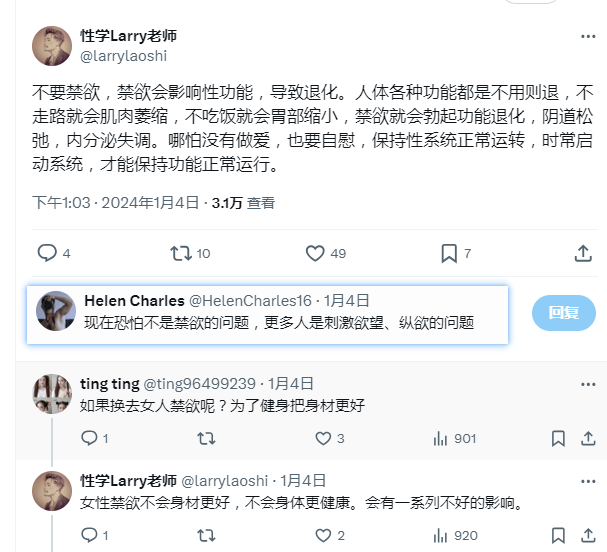 性学Larry老师
@larrylaoshi
不要禁欲，禁欲会影响性功能，导致退化。人体各种功能都是不用则退，不
走路就会肌肉萎缩，不吃饭就会胃部缩小，禁欲就会勃起功能退化，阴道松
弛，内分泌失调。哪怕没有做爱，也要自慰，保持性系统正常运转，时常启
动系统，才能保持功能正常运行。
下午1:03 · 2024年1月4日 · 3.1万 查看
4 10 49 7
Helen Charles @HelenCharles16 · 1月4日
现在恐怕不是禁欲的问题，更多人是刺激欲望、纵欲的问题
回复
ting ting @ting96499239 · 1月4日
如果换去女人禁欲呢？为了健身把身材更好
1 3 901
性学Larry老师 @larrylaoshi · 1月4日
女性禁欲不会身材更好，不会身体更健康。会有一系列不好的影响。
1 2 920